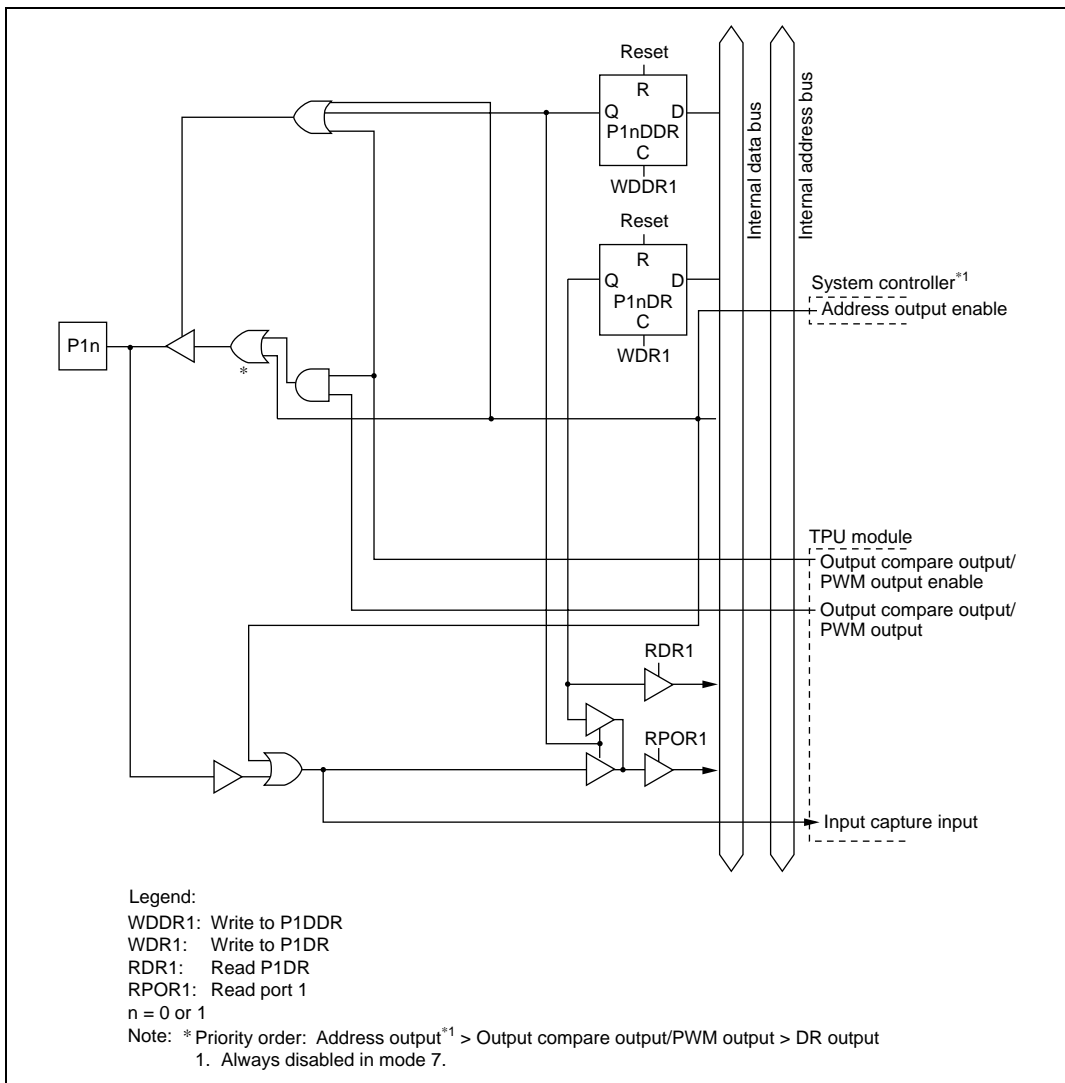 Reset
R
Q D
P1nDDR
C
WDDR1
Reset
R
Q D
P1nDR
C
WDR1
Internal data bus
Internal address bus
System controller*1
Address output enable
P1n
*
TPU module
Output compare output/
PWM output enable
Output compare output/
PWM output
RDR1
RPOR1
Input capture input
Legend:
WDDR1: Write to P1DDR
WDR1: Write to P1DR
RDR1: Read P1DR
RPOR1: Read port 1
n = 0 or 1
Note: * Priority order: Address output*1 > Output compare output/PWM output > DR output
1. Always disabled in mode 7.